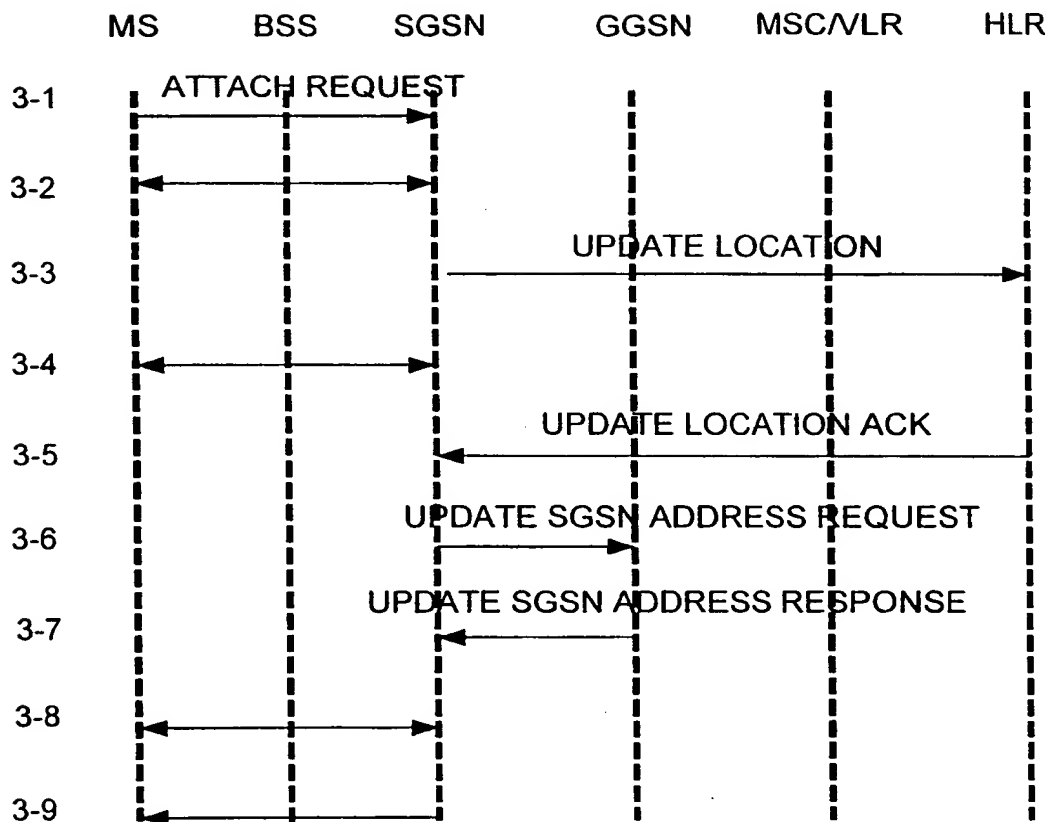 MS BSS SGSN GGSN MSC/VLR HLR
3-1 ATTACH REQUEST
3-2
3-3 UPDATE LOCATION
3-4
3-5 UPDATE LOCATION ACK
3-6 UPDATE SGSN ADDRESS REQUEST
3-7 UPDATE SGSN ADDRESS RESPONSE
3-8
3-9